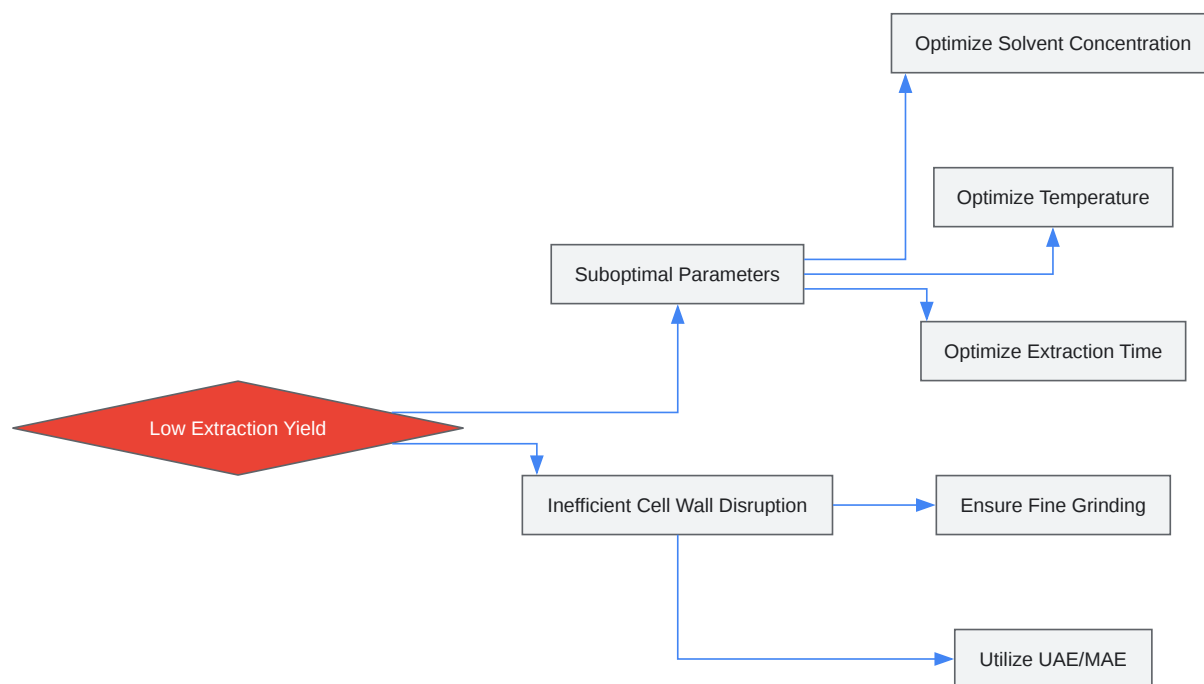 Optimize Solvent Concentration
Optimize Temperature
Suboptimal Parameters
Optimize Extraction Time
Low Extraction Yield
Inefficient Cell Wall Disruption
Ensure Fine Grinding
Utilize UAE/MAE